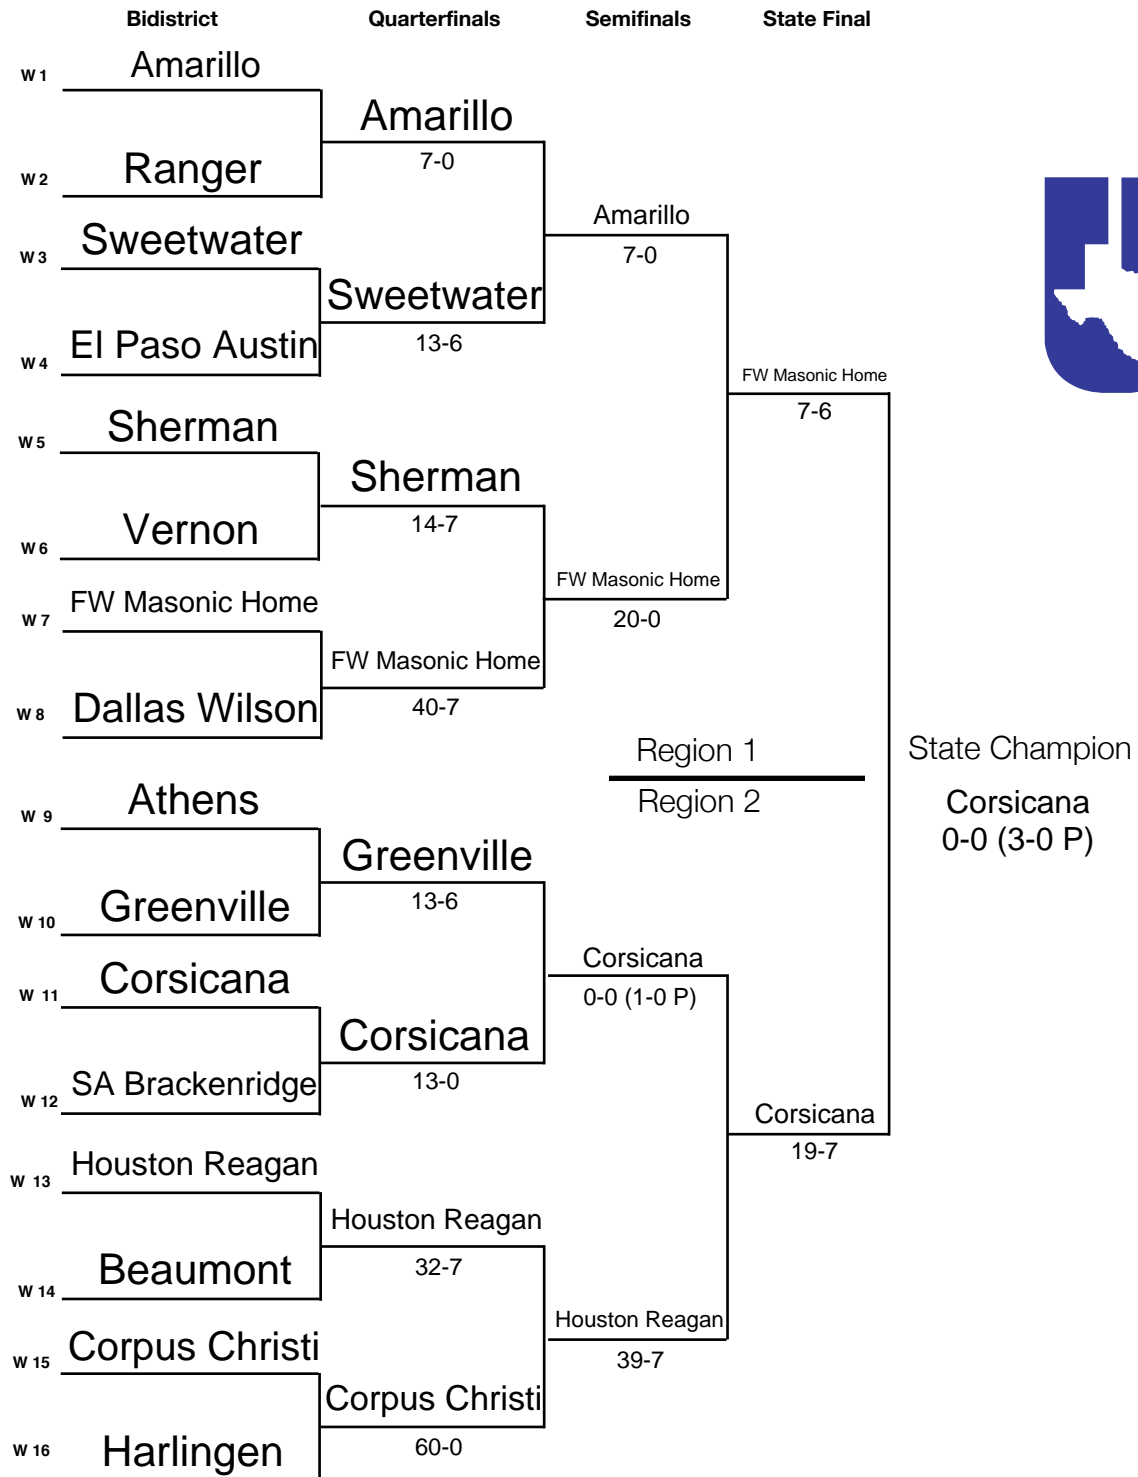 Bidistrict Quarterfinals Semifinals State Final
W 1 Amarillo
Amarillo
7-0
W 2 Ranger
Amarillo
7-0
W 3 Sweetwater
Sweetwater
13-6
W 4 El Paso Austin
FW Masonic Home
7-6
W 5 Sherman
Sherman
14-7
W 6 Vernon
FW Masonic Home
20-0
W 7 FW Masonic Home
FW Masonic Home
40-7
W 8 Dallas Wilson
Region 1
Region 2
State Champion
Corsicana
0-0 (3-0 P)
W 9 Athens
Greenville
13-6
W 10 Greenville
Corsicana
0-0 (1-0 P)
W 11 Corsicana
Corsicana
13-0
W 12 SA Brackenridge
Corsicana
19-7
W 13 Houston Reagan
Houston Reagan
32-7
W 14 Beaumont
Houston Reagan
39-7
W 15 Corpus Christi
Corpus Christi
60-0
W 16 Harlingen